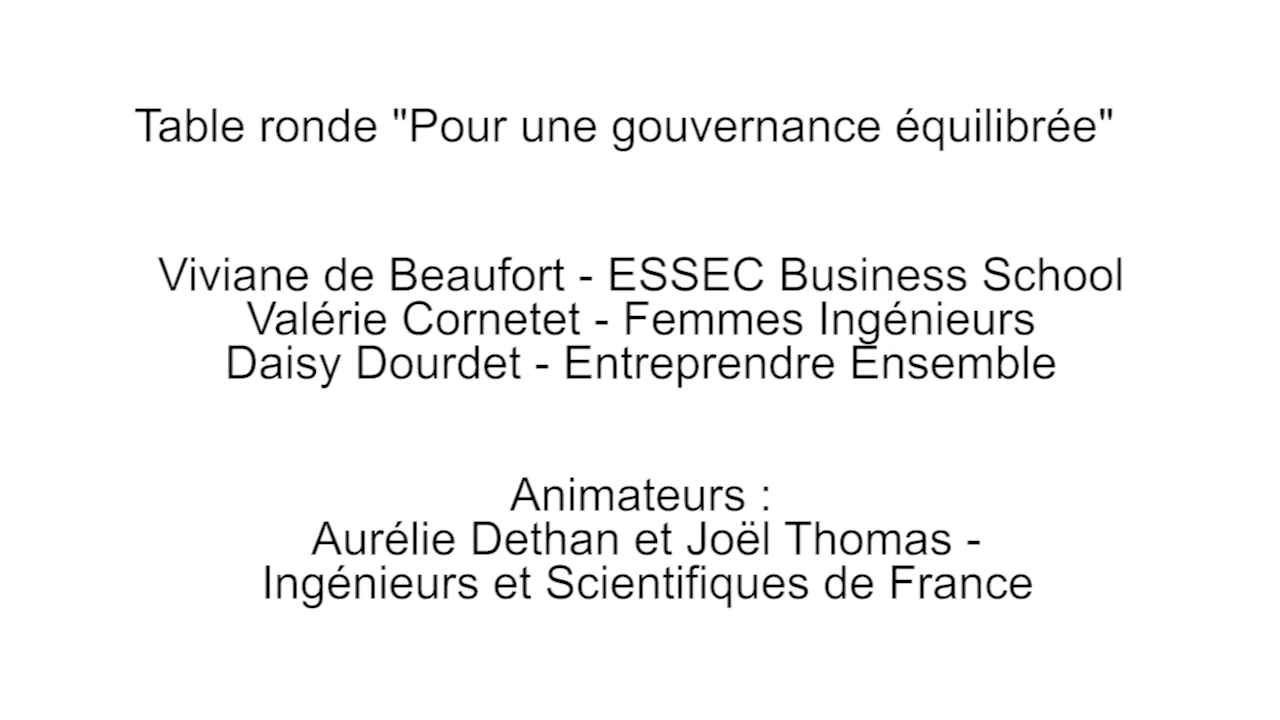 Table ronde "Pour une gouvernance équilibrée"
Viviane de Beaufort - ESSEC Business School
Valérie Cornetet - Femmes Ingénieurs
Daisy Dourdet - Entreprendre Ensemble
Animateurs :
Aurélie Dethan et Joël Thomas -
Ingénieurs et Scientifiques de France